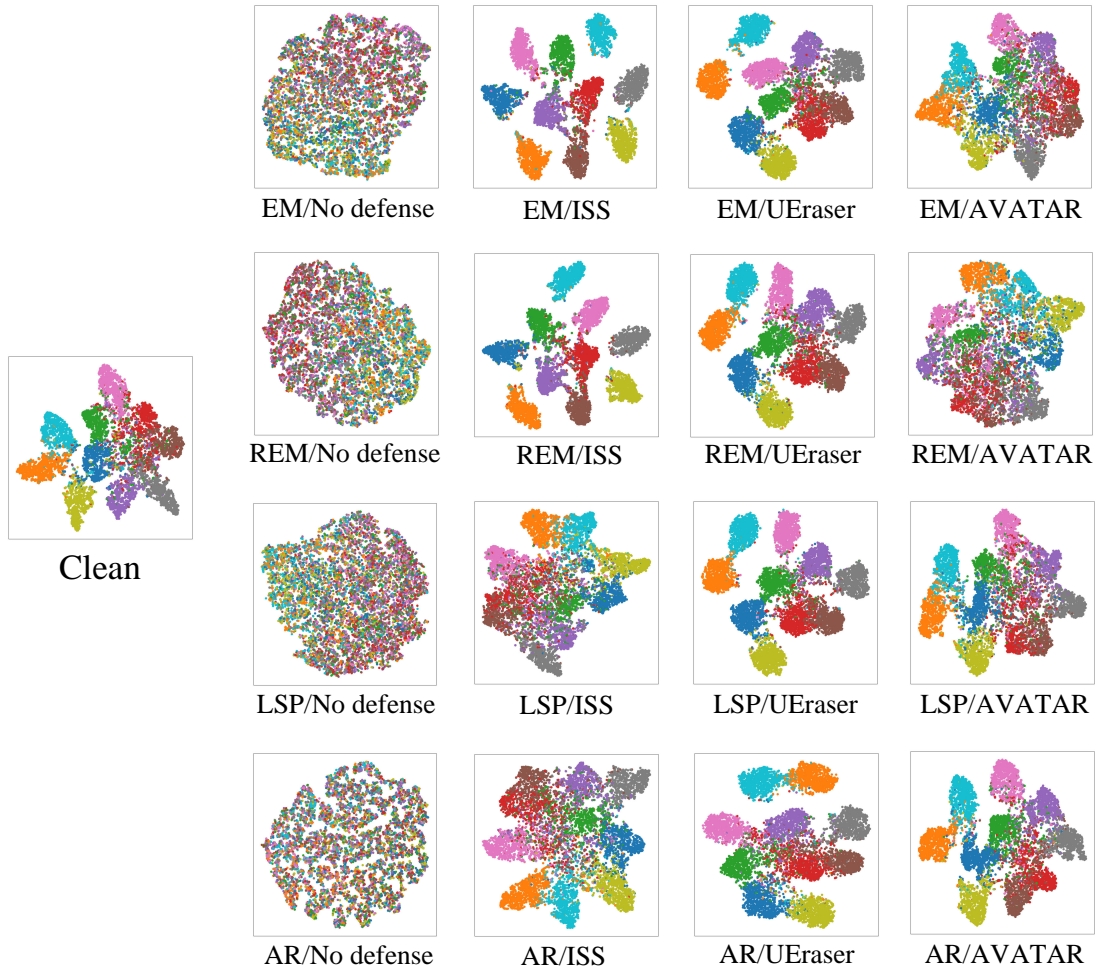 EM/No defense
EM/ISS
EM/UEraser
EM/AVATAR
REM/No defense
REM/ISS
REM/UEraser
REM/AVATAR
Clean
LSP/No defense
LSP/ISS
LSP/UEraser
LSP/AVATAR
AR/No defense
AR/ISS
AR/UEraser
AR/AVATAR